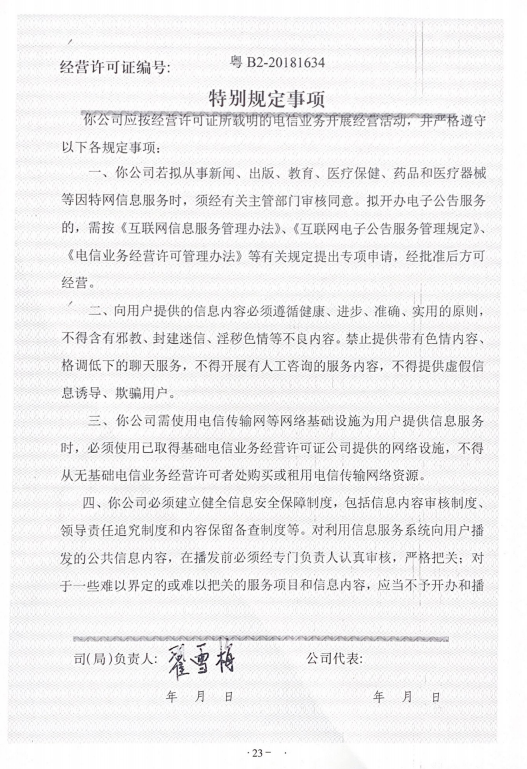 经营许可证编号: 粤 B2-20181634
特别规定事项
你公司应按经营许可证所载明的电信业务开展经营活动，并严格遵守
以下各规定事项：
一、你公司若拟从事新闻、出版、教育、医疗保健、药品和医疗器械
等因特网信息服务时，须经有关主管部门审核同意。拟开办电子公告服务
的，需按《互联网信息服务管理办法》、《互联网电子公告服务管理规定》、
《电信业务经营许可管理办法》等有关规定提出专项申请，经批准后方可
经营。
二、向用户提供的信息内容必须遵循健康、进步、准确、实用的原则，
不得含有邪教、封建迷信、淫秽色情等不良内容。禁止提供带有色情内容、
格调低下的聊天服务，不得开展有人工咨询的服务内容，不得提供虚假信
息诱导、欺骗用户。
三、你公司需使用电信传输网等网络基础设施为用户提供信息服务
时，必须使用已取得基础电信业务经营许可证公司提供的网络设施，不得
从无基础电信业务经营许可者处购买或租用电信传输网络资源。
四、你公司必须建立健全信息安全保障制度，包括信息内容审核制度、
领导责任追究制度和内容保留备查制度等。对利用信息服务系统向用户播
发的公共信息内容，在播发前必须经专门负责人认真审核，严格把关；对
于一些难以界定的或难以把关的服务项目和信息内容，应当不予开办和播
司(局)负责人: 翟雪梅 公司代表:
年 月 日 年 月 日
·23- ·